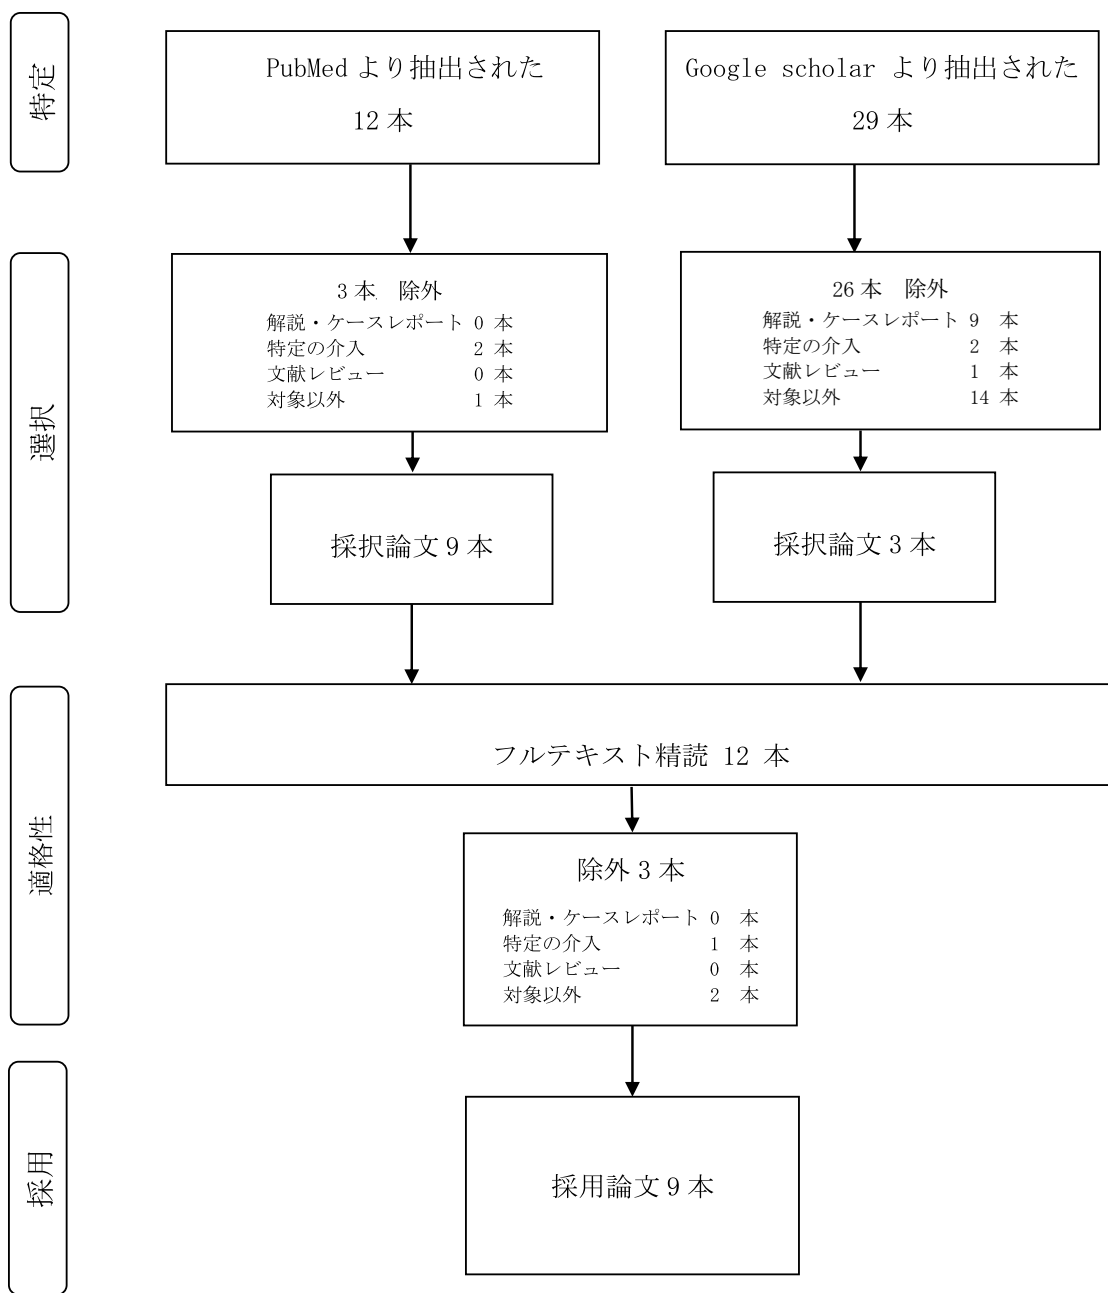 特定
PubMed より抽出された
12 本
Google scholar より抽出された
29 本
選択
3 本 除外
解説・ケースレポート 0 本
特定の介入 2 本
文献レビュー 0 本
対象以外 1 本
26 本 除外
解説・ケースレポート 9 本
特定の介入 2 本
文献レビュー 1 本
対象以外 14 本
採択論文 9 本
採択論文 3 本
適格性
フルテキスト精読 12 本
除外 3 本
解説・ケースレポート 0 本
特定の介入 1 本
文献レビュー 0 本
対象以外 2 本
採用
採用論文 9 本